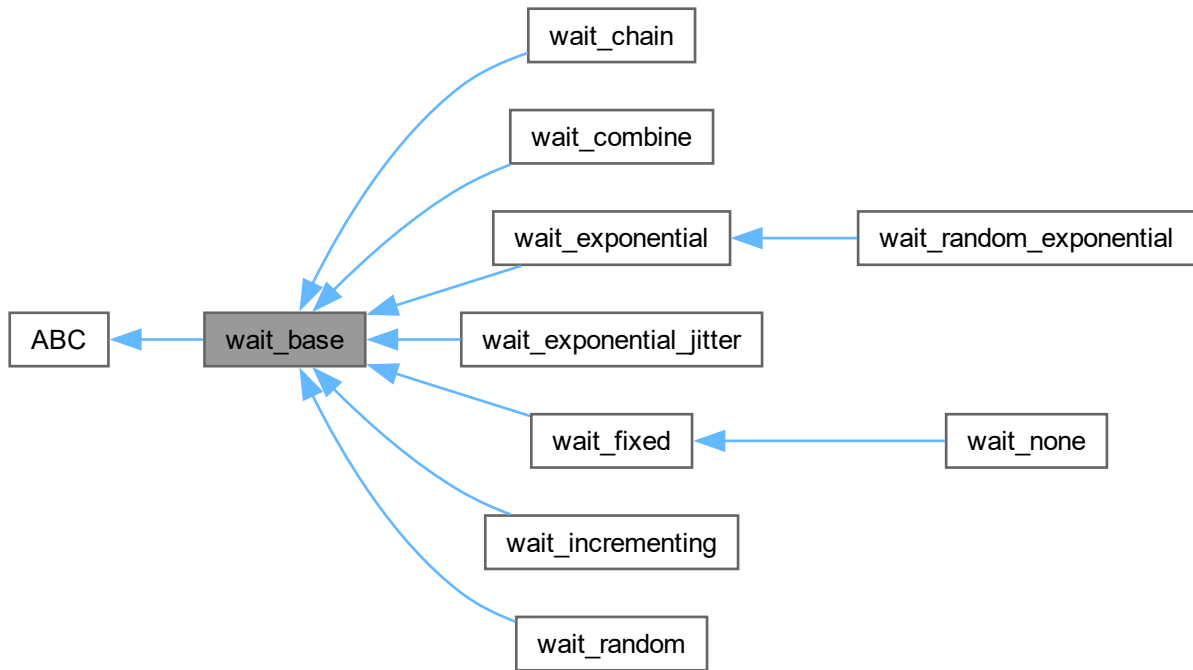 wait_chain
wait_combine
wait_exponential
wait_random_exponential
ABC
wait_base
wait_exponential_jitter
wait_fixed
wait_none
wait_incrementing
wait_random